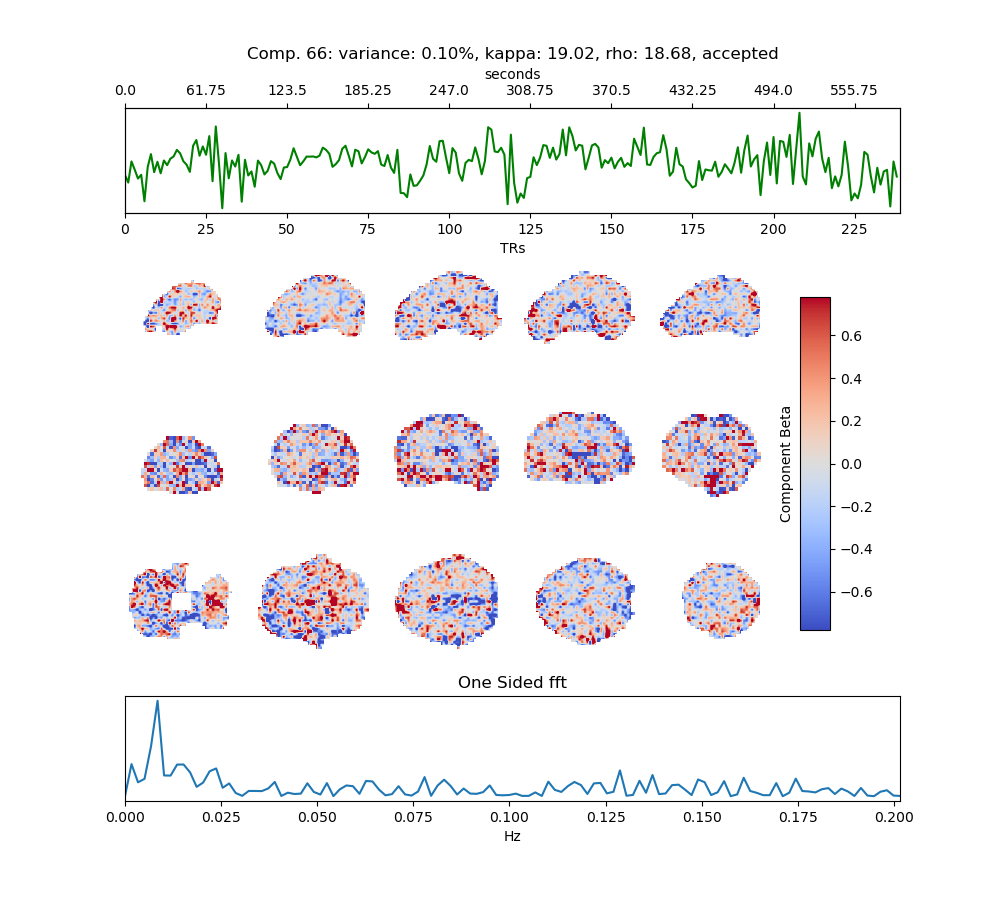 Comp. 66: variance: 0.10%, kappa: 19.02, rho: 18.68, accepted
seconds
0.0 61.75 123.5 185.25 247.0 308.75 370.5 432.25 494.0 555.75
0 25 50 75 100 125 150 175 200 225
TRs
0.6
0.4
0.2
0.0
−0.2
−0.4
−0.6
Component Beta
One Sided fft
0.000 0.025 0.050 0.075 0.100 0.125 0.150 0.175 0.200
Hz